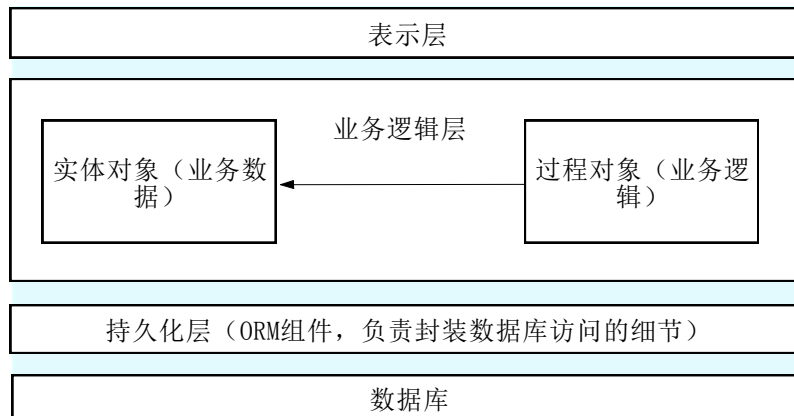 表示层
业务逻辑层
实体对象（业务数
据）
过程对象（业务逻
辑）
持久化层（ORM组件，负责封装数据库访问的细节）
数据库